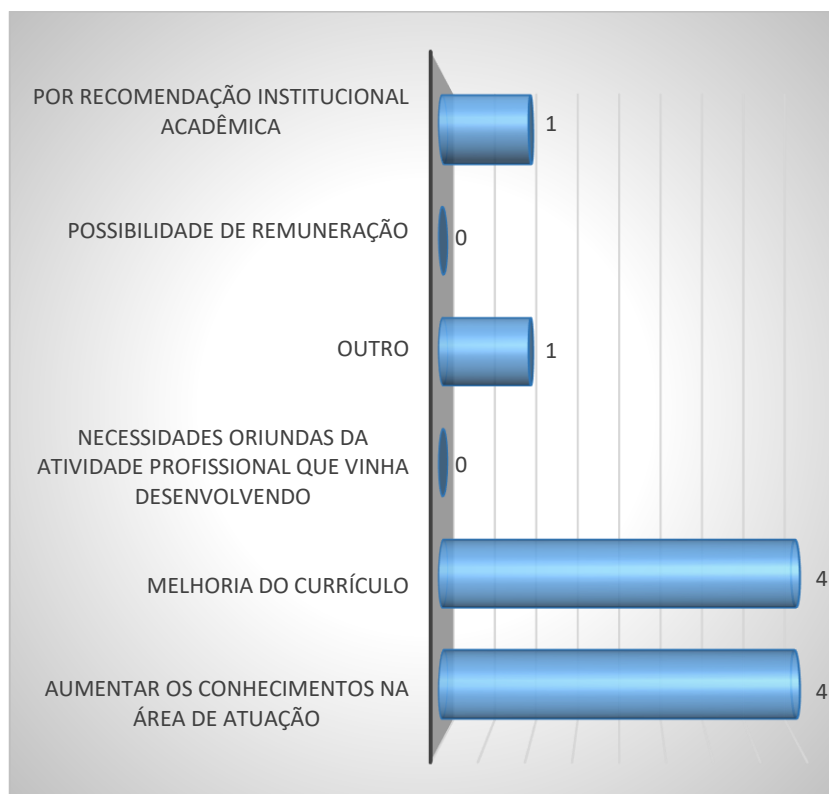 POR RECOMENDAÇÃO INSTITUCIONAL
ACADÊMICA
1
POSSIBILIDADE DE REMUNERAÇÃO
0
OUTRO
1
NECESSIDADES ORIUNDAS DA
ATIVIDADE PROFISSIONAL QUE VINHA
DESENVOLVENDO
0
MELHORIA DO CURRÍCULO
4
AUMENTAR OS CONHECIMENTOS NA
ÁREA DE ATUAÇÃO
4